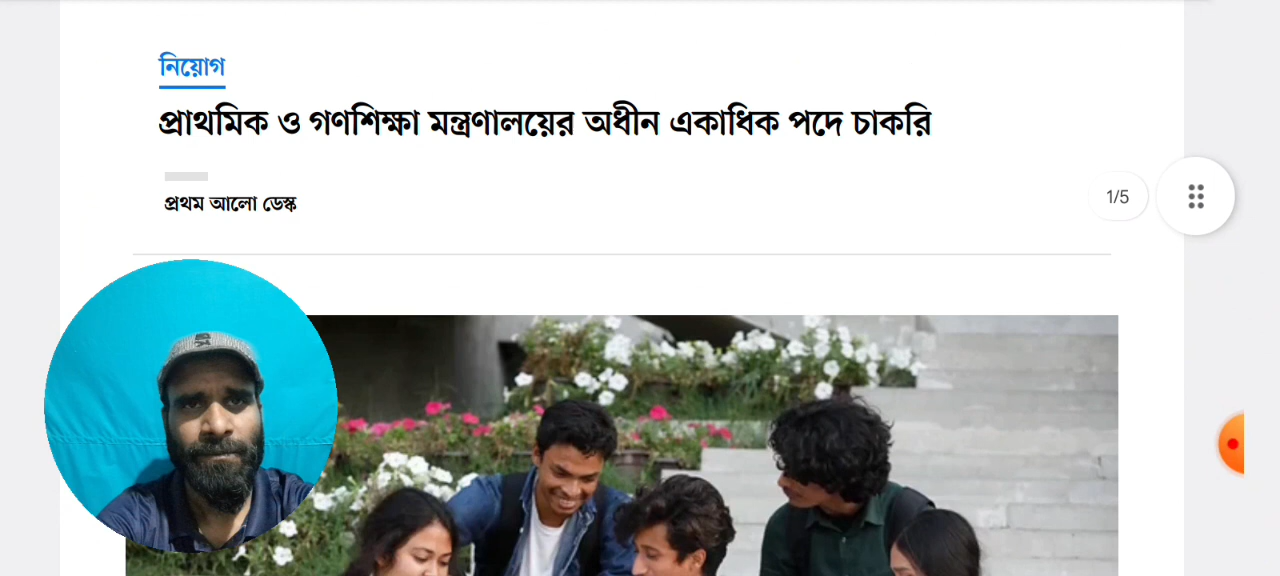 নিয়োগ
প্রাথমিক ও গণশিক্ষা মন্ত্রণালয়ের অধীন একাধিক পদে চাকরি
প্রথম আলো ডেস্ক
1/5